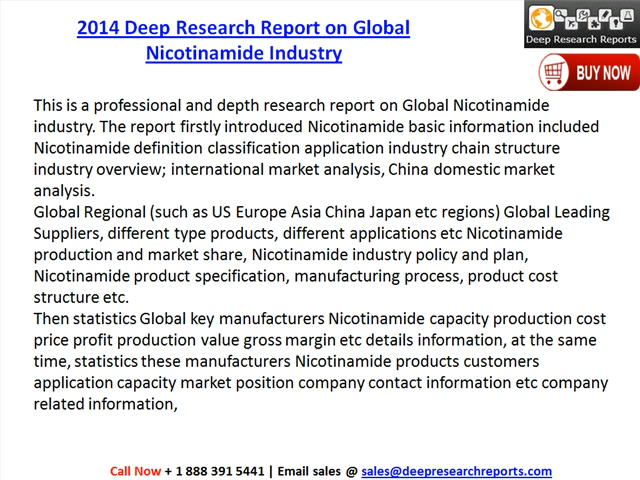 2014 Deep Research Report on Global
Nicotinamide Industry
Deep Research Reports
BUY NOW
This is a professional and depth research report on Global Nicotinamide
industry. The report firstly introduced Nicotinamide basic information included
Nicotinamide definition classification application industry chain structure
industry overview; international market analysis, China domestic market
analysis.
Global Regional (such as US Europe Asia China Japan etc regions) Global Leading
Suppliers, different type products, different applications etc Nicotinamide
production and market share, Nicotinamide industry policy and plan,
Nicotinamide product specification, manufacturing process, product cost
structure etc.
Then statistics Global key manufacturers Nicotinamide capacity production cost
price profit production value gross margin etc details information, at the same
time, statistics these manufacturers Nicotinamide products customers
application capacity market position company contact information etc company
related information,
Call Now + 1 888 391 5441 | Email sales @ sales@deepresearchreports.com